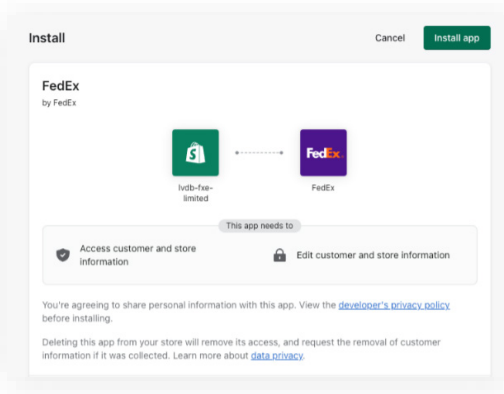 Install
Cancel
Install app
FedEx
by FedEx
FedEx
lvdb-fxe-
limited
FedEx
This app needs to
Access customer and store
information
Edit customer and store information
You're agreeing to share personal information with this app. View the developer's privacy policy
before installing.
Deleting this app from your store will remove its access, and request the removal of customer
information if it was collected. Learn more about data privacy.